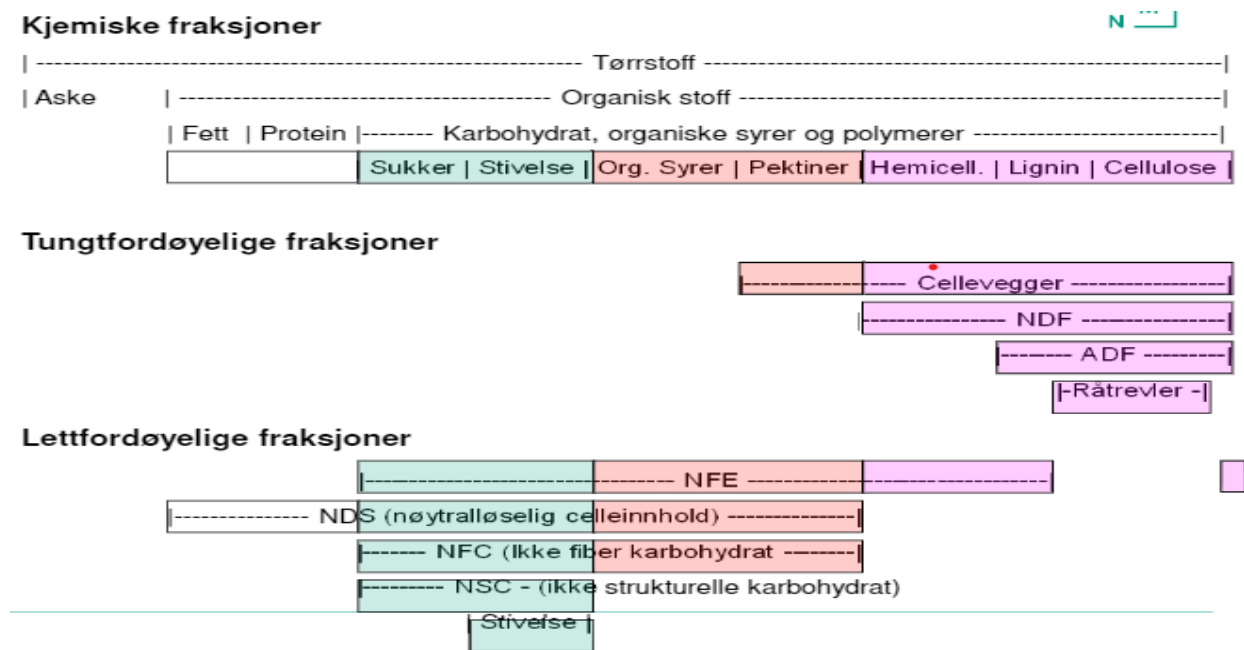 Kjemiske fraksjoner
N
| ------------------------------------------------------ Tørrstoff ----------------------------------------------------|
| Aske | ------------------------------------- Organisk stoff -------------------------------------------------|
| Fett | Protein |-------- Karbohydrat, organiske syrer og polymerer -------------------------|
Sukker | Stivelse | Org. Syrer | Pektiner | Hemicell. | Lignin | Cellulose |
Tungtfordøyelige fraksjoner
|----------------- Cellevegger ----------------|
|---------------- NDF ----------------|
|-------- ADF ---------|
|-Råtrevler -|
Lettfordøyelige fraksjoner
|-------------------------------- NFE -------------------------------|
|--------------- NDS (nøytralløselig celleinnhold) --------------|
|------- NFC (Ikke fiber karbohydrat --------|
|--------- NSC - (ikke strukturelle karbohydrat)
| Stivelse |